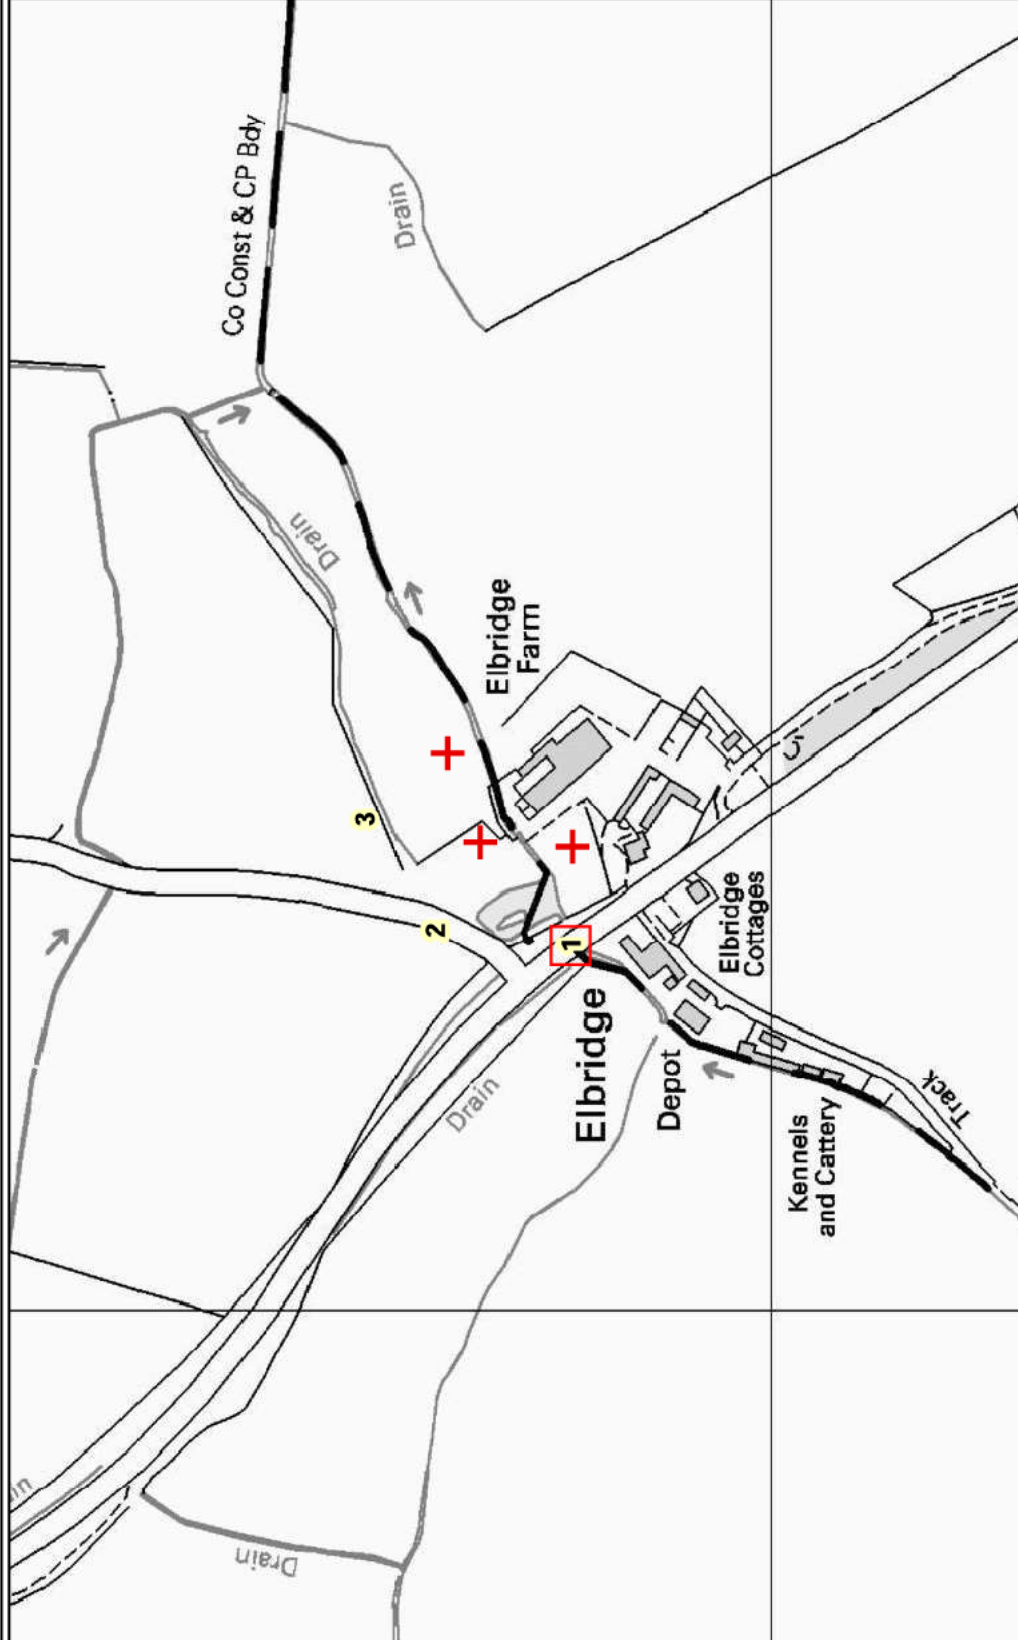 Co Const & CP Bdy
Drain
Drain
Elbridge
Farm
3
2
1
Elbridge
Cottages
Elbridge
Depot
Drain
Track
Kennels
and Cattery
Drain